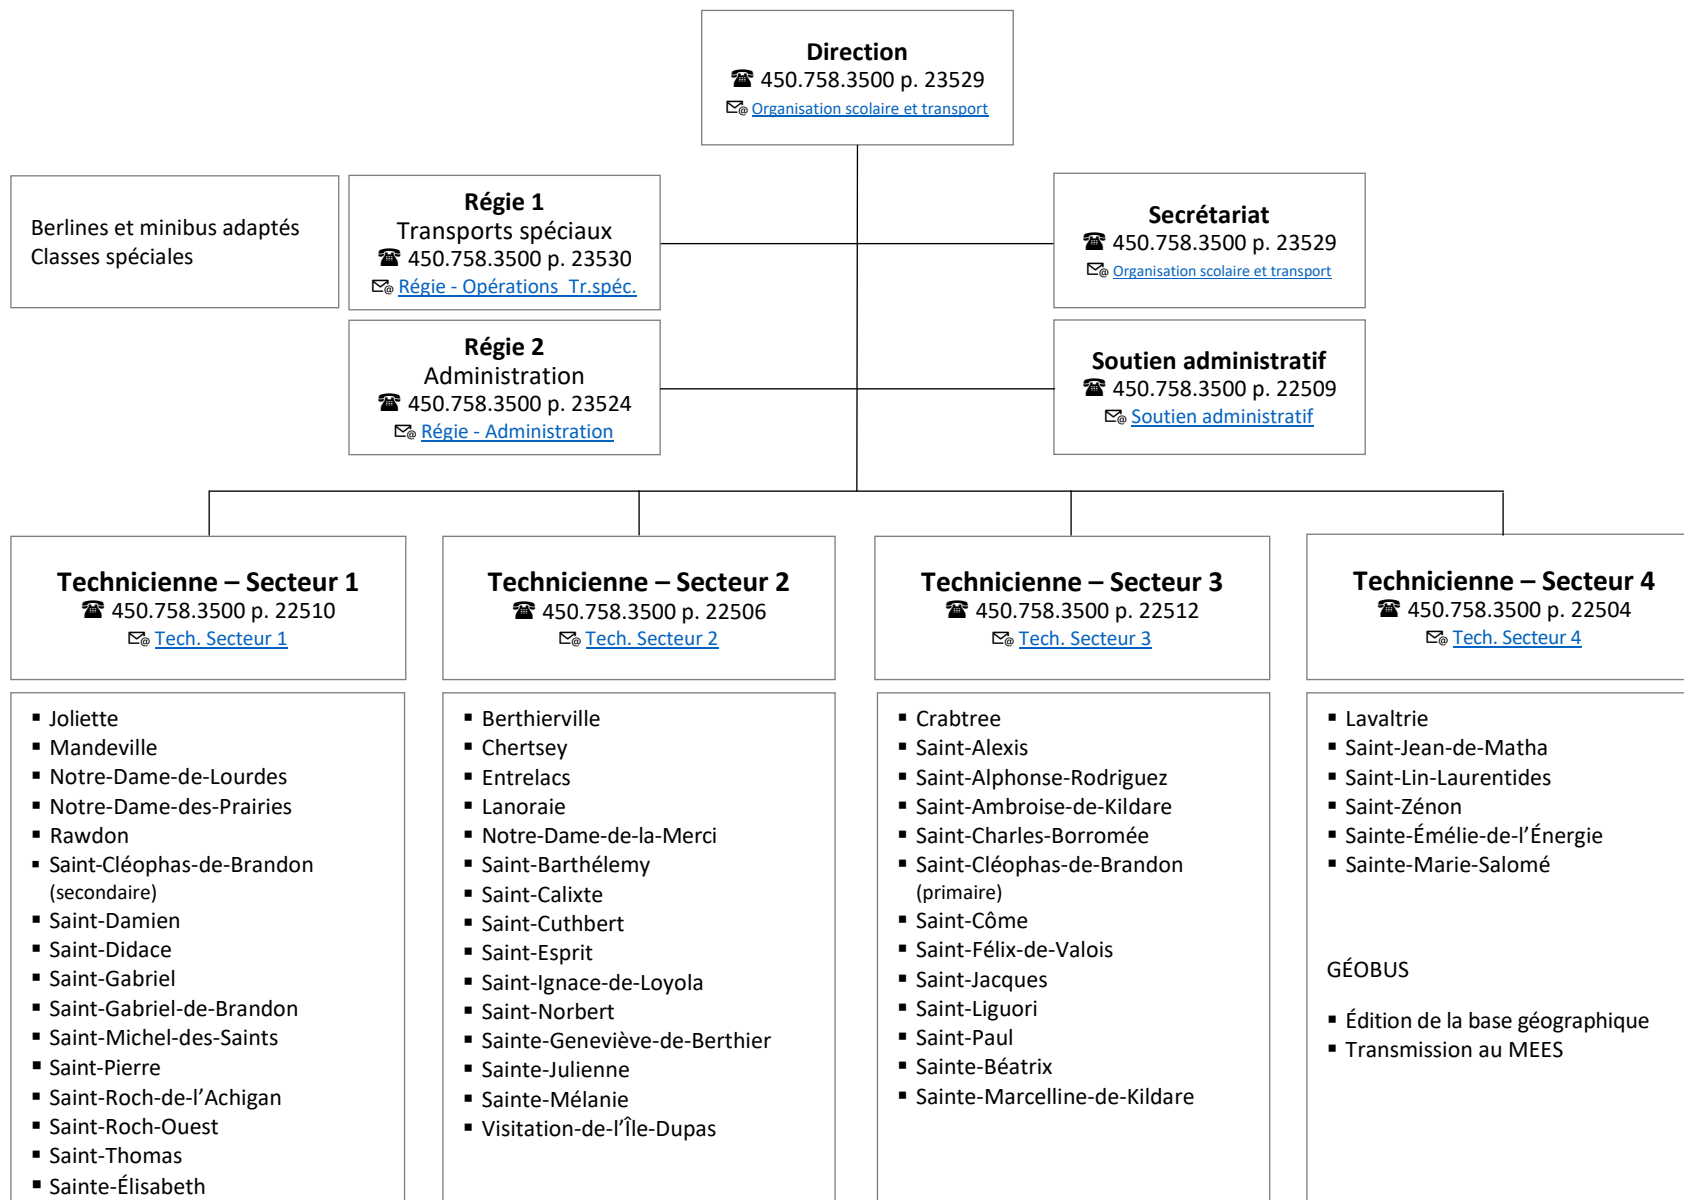 Direction
☎ 450.758.3500 p. 23529
Organisation scolaire et transport
Berlines et minibus adaptés
Classes spéciales
Régie 1
Transports spéciaux
☎ 450.758.3500 p. 23530
Régie - Opérations Tr.spéc.
Secrétariat
☎ 450.758.3500 p. 23529
Organisation scolaire et transport
Régie 2
Administration
☎ 450.758.3500 p. 23524
Régie - Administration
Soutien administratif
☎ 450.758.3500 p. 22509
Soutien administratif
Technicienne – Secteur 1
☎ 450.758.3500 p. 22510
Tech. Secteur 1
Technicienne – Secteur 2
☎ 450.758.3500 p. 22506
Tech. Secteur 2
Technicienne – Secteur 3
☎ 450.758.3500 p. 22512
Tech. Secteur 3
Technicienne – Secteur 4
☎ 450.758.3500 p. 22504
Tech. Secteur 4
▪ Joliette
▪ Mandeville
▪ Notre-Dame-de-Lourdes
▪ Notre-Dame-des-Prairies
▪ Rawdon
▪ Saint-Cléophas-de-Brandon
(secondaire)
▪ Saint-Damien
▪ Saint-Didace
▪ Saint-Gabriel
▪ Saint-Gabriel-de-Brandon
▪ Saint-Michel-des-Saints
▪ Saint-Pierre
▪ Saint-Roch-de-l’Achigan
▪ Saint-Roch-Ouest
▪ Saint-Thomas
▪ Sainte-Élisabeth
▪ Berthierville
▪ Chertsey
▪ Entrelacs
▪ Lanoraie
▪ Notre-Dame-de-la-Merci
▪ Saint-Barthélemy
▪ Saint-Calixte
▪ Saint-Cuthbert
▪ Saint-Esprit
▪ Saint-Ignace-de-Loyola
▪ Saint-Norbert
▪ Sainte-Geneviève-de-Berthier
▪ Sainte-Julienne
▪ Sainte-Mélanie
▪ Visitation-de-l’Île-Dupas
▪ Crabtree
▪ Saint-Alexis
▪ Saint-Alphonse-Rodriguez
▪ Saint-Ambroise-de-Kildare
▪ Saint-Charles-Borromée
▪ Saint-Cléophas-de-Brandon
(primaire)
▪ Saint-Côme
▪ Saint-Félix-de-Valois
▪ Saint-Jacques
▪ Saint-Liguori
▪ Saint-Paul
▪ Sainte-Béatrix
▪ Sainte-Marcelline-de-Kildare
▪ Lavaltrie
▪ Saint-Jean-de-Matha
▪ Saint-Lin-Laurentides
▪ Saint-Zénon
▪ Sainte-Émélie-de-l’Énergie
▪ Sainte-Marie-Salomé
GÉOBUS
▪ Édition de la base géographique
▪ Transmission au MEES